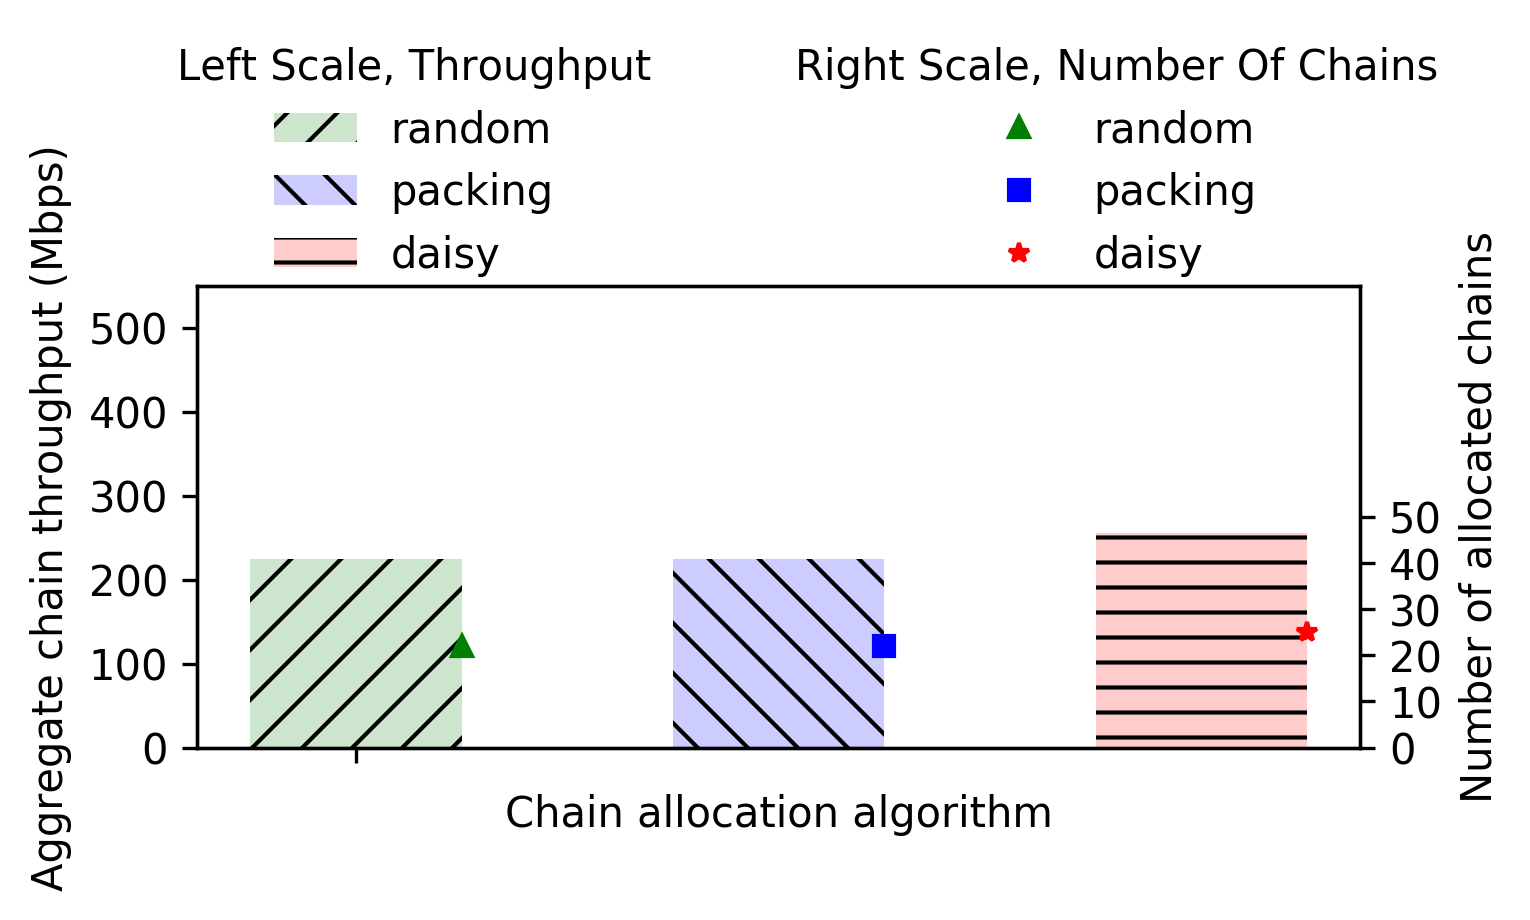 Left Scale, Throughput
random
packing
daisy
Right Scale, Number Of Chains
random
packing
daisy
Aggregate chain throughput (Mbps)
500
400
300
200
100
0
50
40
30
20
10
0
Number of allocated chains
Chain allocation algorithm